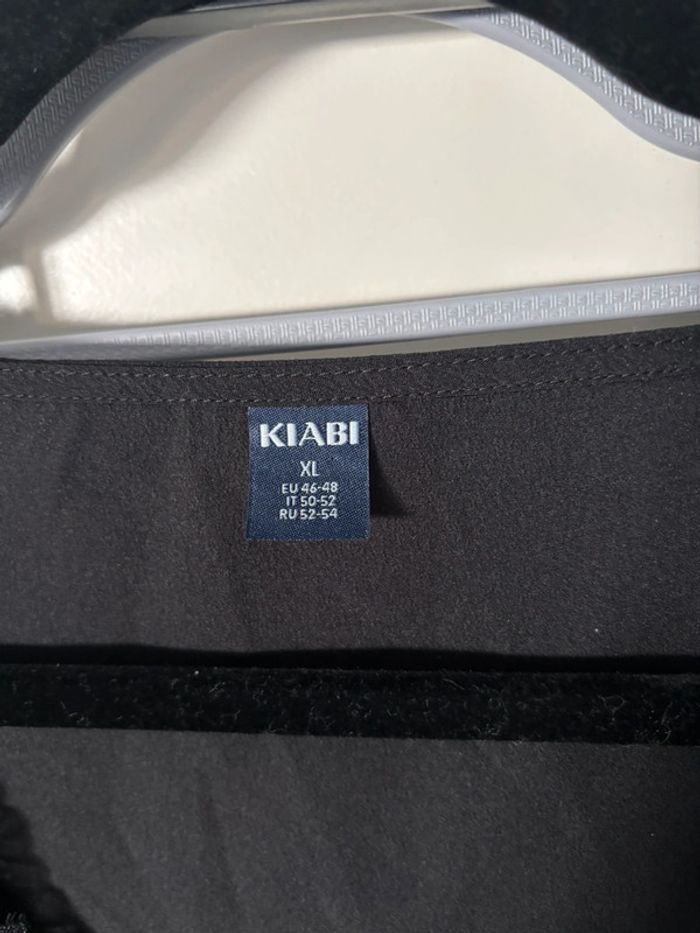 KIABI
XL
EU 46-48
IT 50-52
RU 52-54